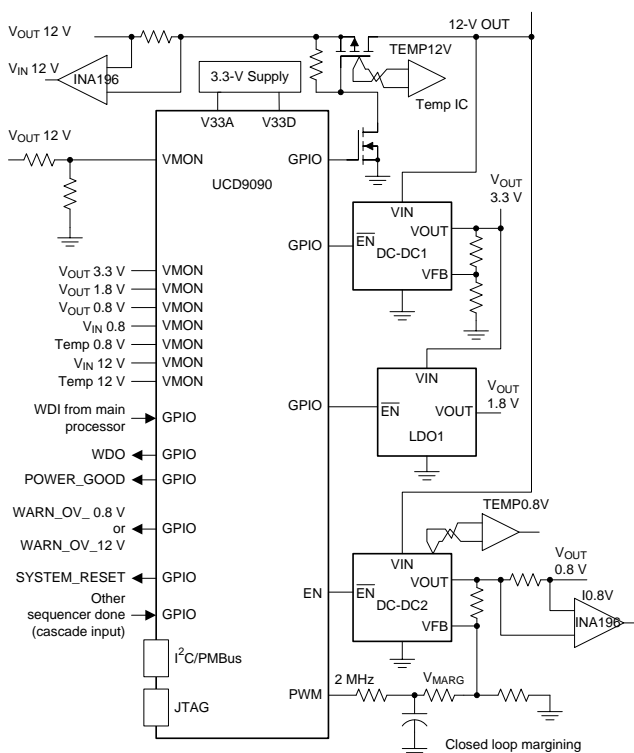 VOUT 12 V
VIN 12 V
INA196
3.3-V Supply
V33A
V33D
TEMP12V
Temp IC
12-V OUT
VOUT 12 V
VMON
GPIO
UCD9090
VIN
VOUT
3.3 V
GPIO
EN
VOUT
DC-DC1
VFB
VOUT 3.3 V
VMON
VOUT 1.8 V
VMON
VOUT 0.8 V
VMON
VIN 0.8
VMON
Temp 0.8 V
VMON
VIN 12 V
VMON
Temp 12 V
VMON
VIN
VOUT
1.8 V
GPIO
EN
VOUT
LDO1
WDI from main
processor
GPIO
WDO
GPIO
POWER_GOOD
GPIO
WARN_OV_ 0.8 V
or
WARN_OV_12 V
GPIO
TEMP0.8V
VIN
SYSTEM_RESET
GPIO
Other
sequencer done
(cascade input)
GPIO
EN
EN
VOUT
DC-DC2
VFB
VOUT
0.8 V
I0.8V
INA196
I2C/PMBus
JTAG
PWM
2 MHz
VMARG
Closed loop margining